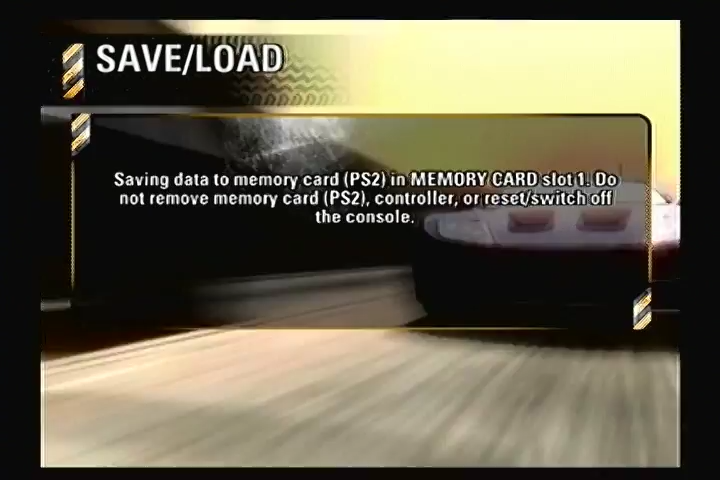 SAVE/LOAD
Saving data to memory card (PS2) in MEMORY CARD slot 1. Do
not remove memory card (PS2), controller, or reset/switch off
the console.